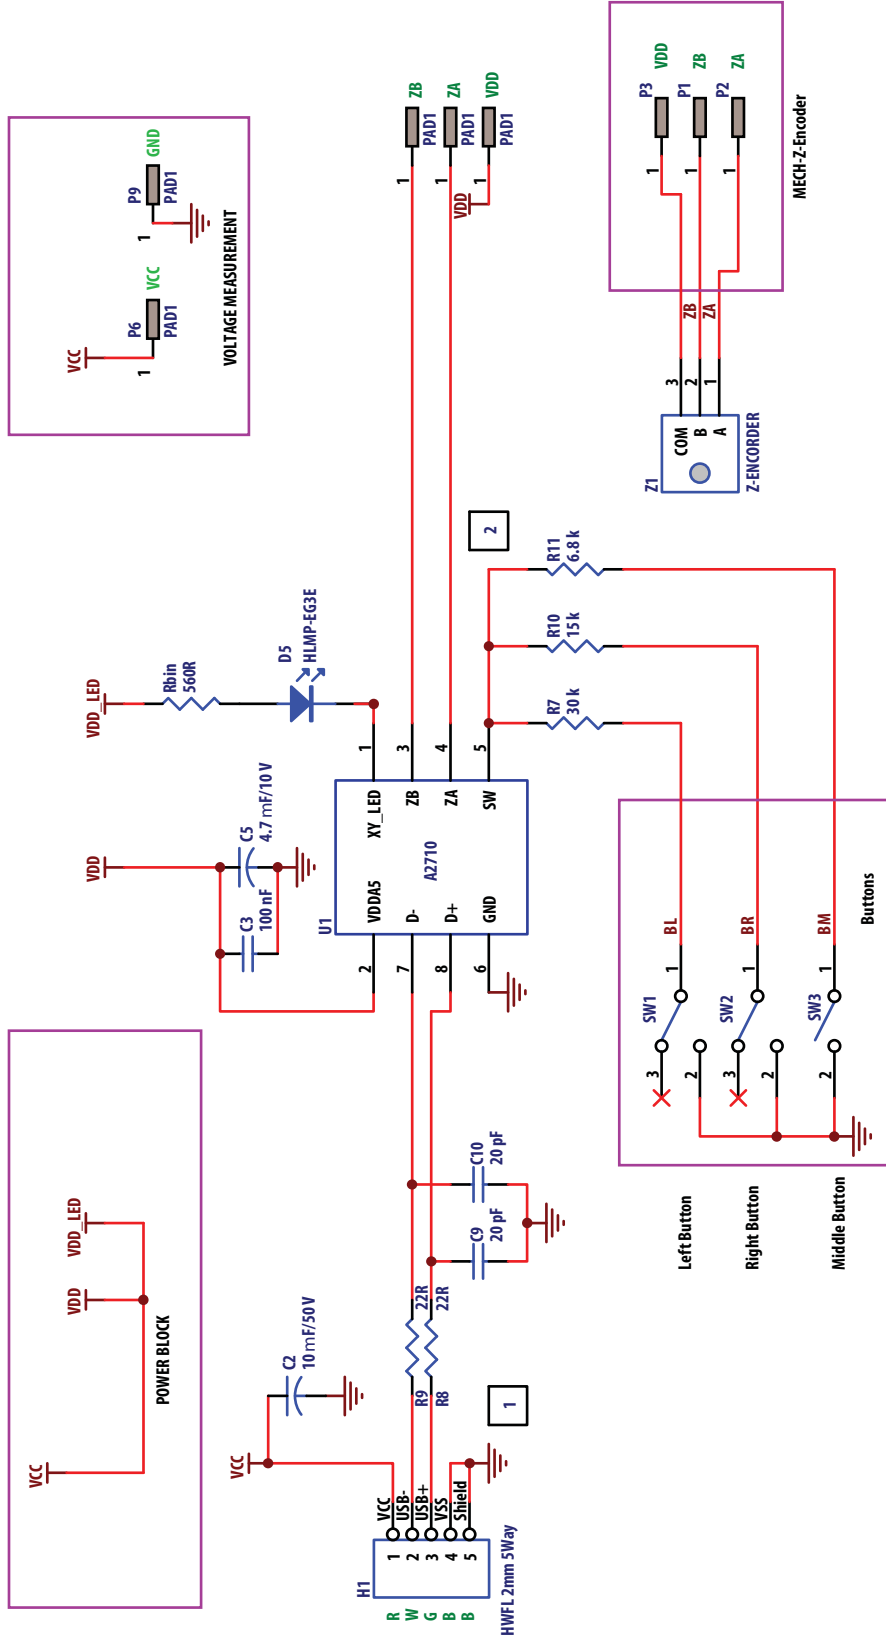 POWER BLOCK
VCC
VDD
VDD_LED
VOLTAGE MEASUREMENT
VCC
P6
PAD1
VCC
1
P9
PAD1
GND
1
H1
HWFL 2mm 5Way
R
W
G
B
B
1
2
3
4
5
VCC
USB-
USB+
VSS
Shield
VCC
C2
10 mF/50 V
1
R9
22R
R8
22R
C9
20 pF
C10
20 pF
VDD
C3
100 nF
C5
4.7 mF/10 V
U1
A2710
VDDA5
D-
D+
GND
2
7
8
6
XY_LED
ZB
ZA
SW
1
3
4
5
VDD_LED
Rbin
560R
D5
HLMP-EG3E
1
PAD1
ZB
1
PAD1
ZA
VDD
1
PAD1
VDD
2
R7
30 k
R10
15 k
R11
6.8 k
Left Button
Right Button
Middle Button
SW1
3
2
1
BL
SW2
3
2
1
BR
SW3
2
1
BM
Buttons
Z1
Z-ENCORDER
COM
B
A
3
2
1
ZB
ZA
MECH-Z-Encoder
1
P3
VDD
1
P1
ZB
1
P2
ZA